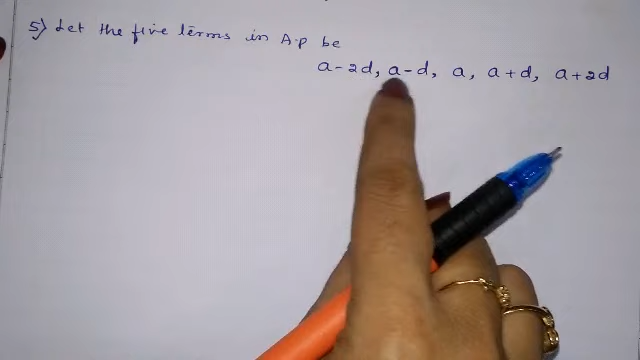 5) Let the five terms in A.p be
a-2d, a-d, a, a+d, a+2d